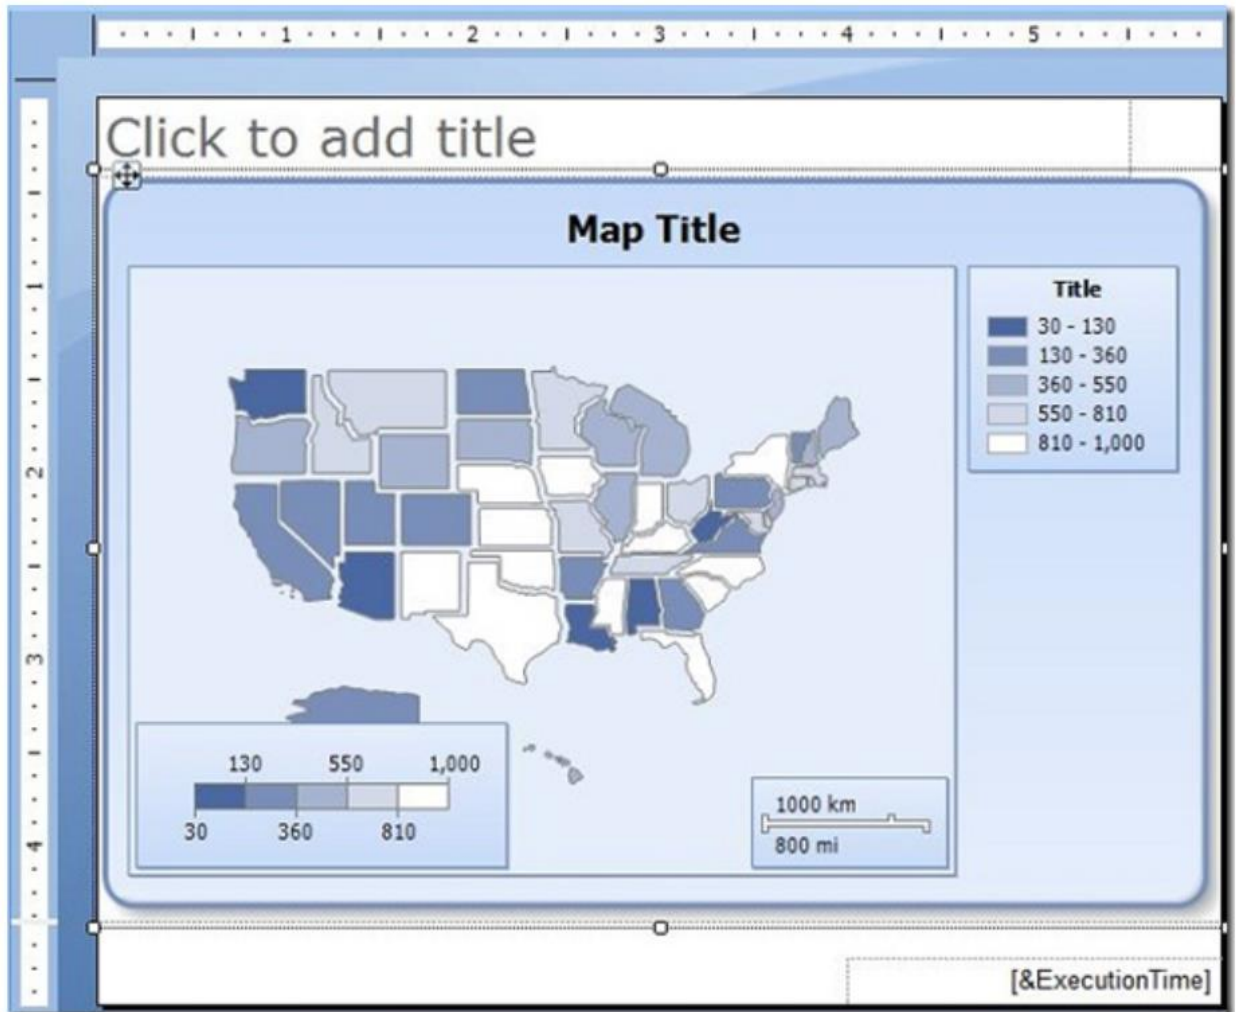 1 2 3 4 5
Click to add title
Map Title
Title
30 - 130
130 - 360
360 - 550
550 - 810
810 - 1,000
1
2
3
4
130 550 1,000
30 360 810
1000 km
800 mi
[&ExecutionTime]